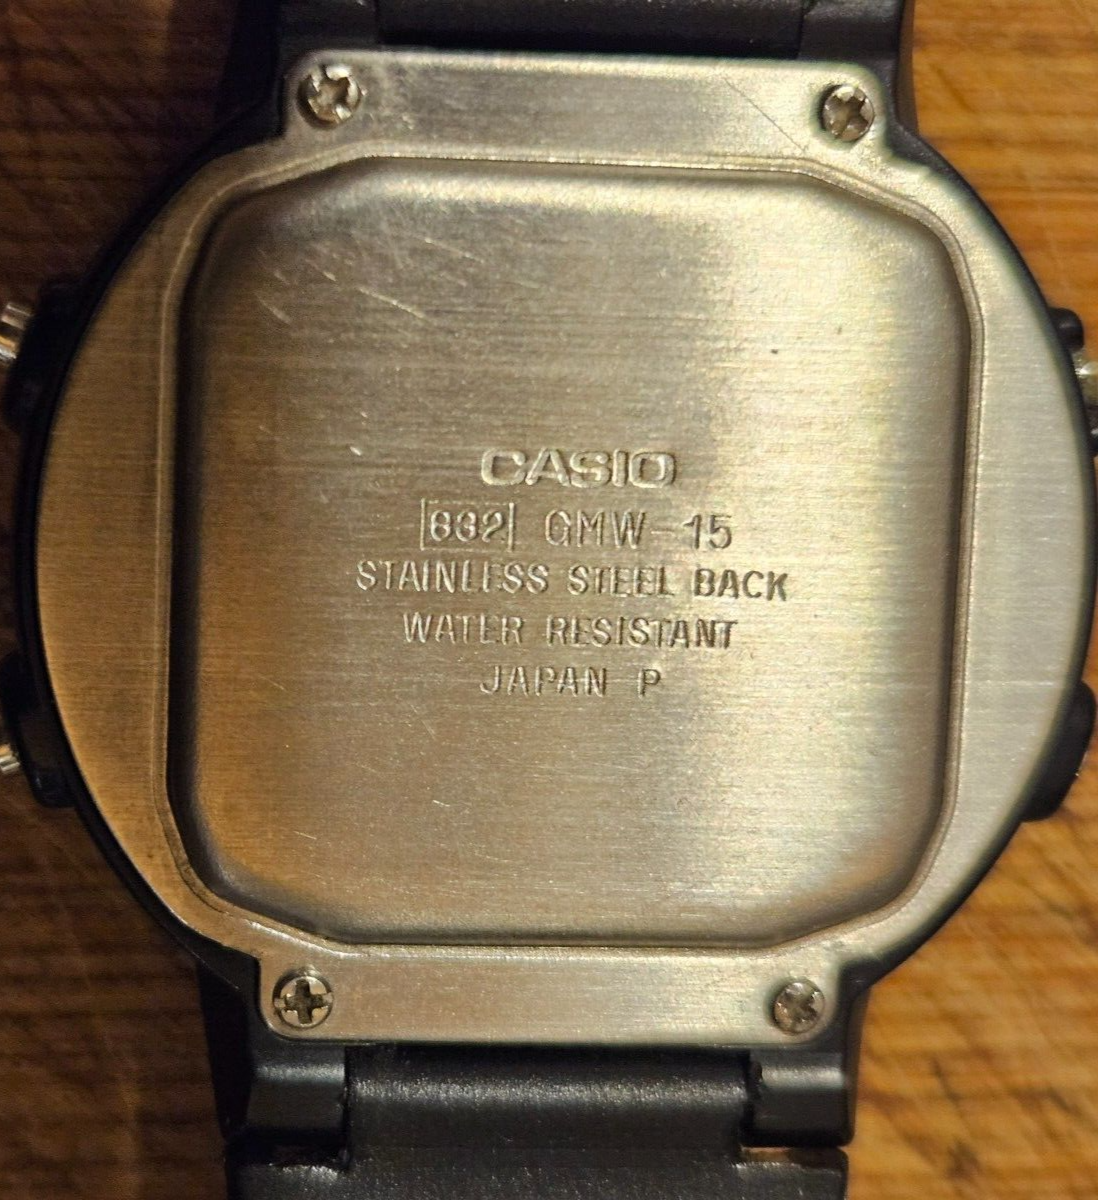 CASIO
832 GMW-15
STAINLESS STEEL BACK
WATER RESISTANT
JAPAN P